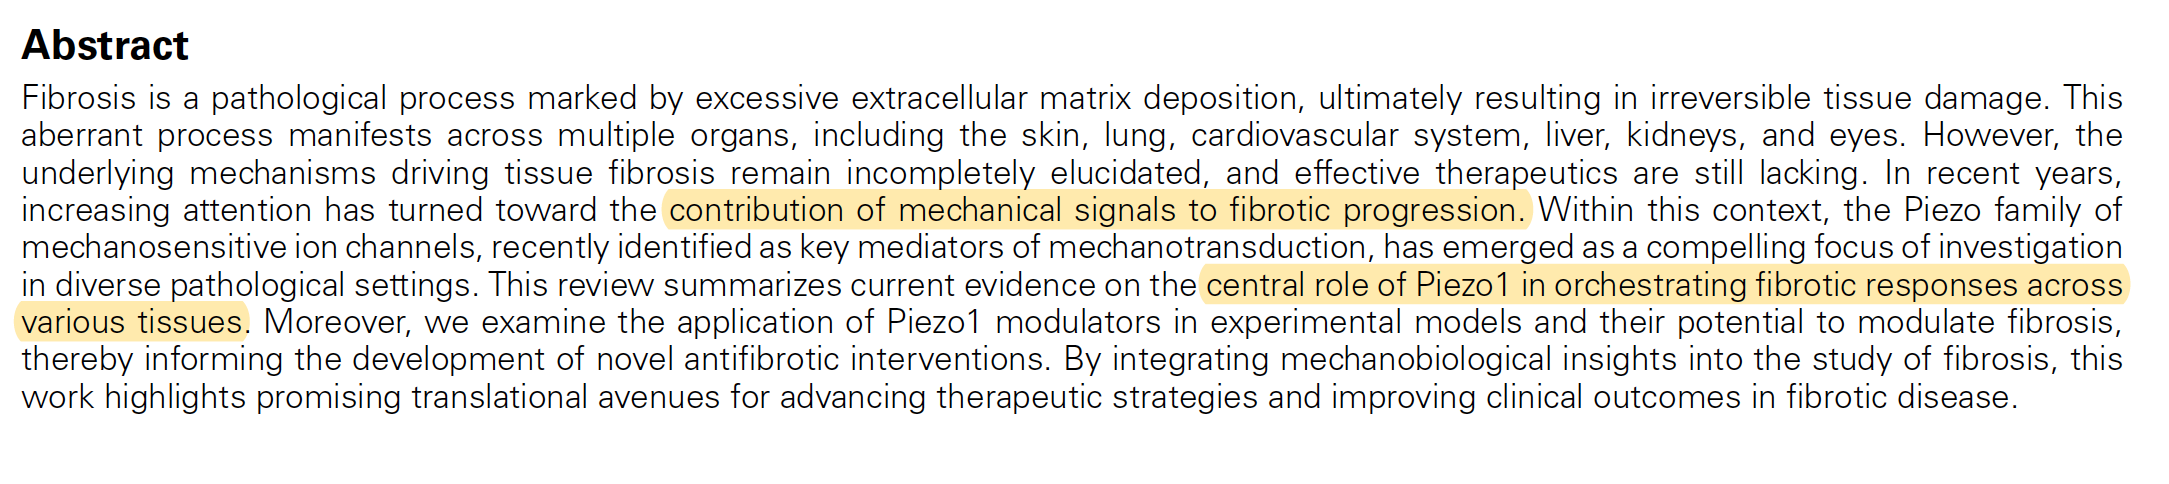 Abstract
Fibrosis is a pathological process marked by excessive extracellular matrix deposition, ultimately resulting in irreversible tissue damage. This
aberrant process manifests across multiple organs, including the skin, lung, cardiovascular system, liver, kidneys, and eyes. However, the
underlying mechanisms driving tissue fibrosis remain incompletely elucidated, and effective therapeutics are still lacking. In recent years,
increasing attention has turned toward the contribution of mechanical signals to fibrotic progression. Within this context, the Piezo family of
mechanosensitive ion channels, recently identified as key mediators of mechanotransduction, has emerged as a compelling focus of investigation
in diverse pathological settings. This review summarizes current evidence on the central role of Piezo1 in orchestrating fibrotic responses across
various tissues. Moreover, we examine the application of Piezo1 modulators in experimental models and their potential to modulate fibrosis,
thereby informing the development of novel antifibrotic interventions. By integrating mechanobiological insights into the study of fibrosis, this
work highlights promising translational avenues for advancing therapeutic strategies and improving clinical outcomes in fibrotic disease.